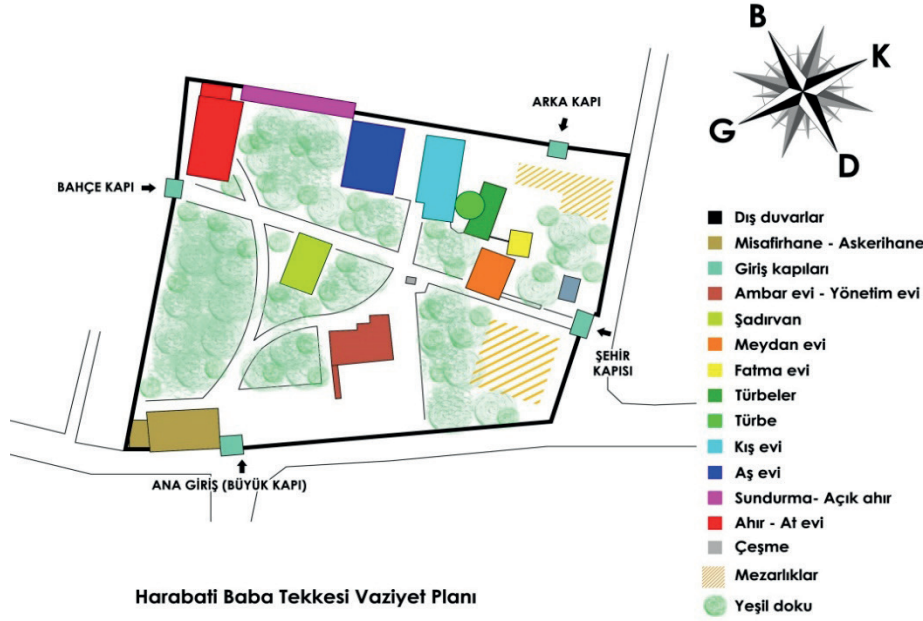 B
K
G
D
ARKA KAPI
BAHÇE KAPI
ŞEHİR
KAPISI
ANA GİRİŞ (BÜYÜK KAPI)
Dış duvarlar
Misafirhane - Askerihane
Giriş kapıları
Ambar evi - Yönetim evi
Şadırvan
Meydan evi
Fatma evi
Türbeler
Türbe
Kış evi
Aş evi
Sundurma- Açık ahır
Ahır - At evi
Çeşme
Mezarlıklar
Yeşil doku
Harabati Baba Tekkesi Vaziyet Planı